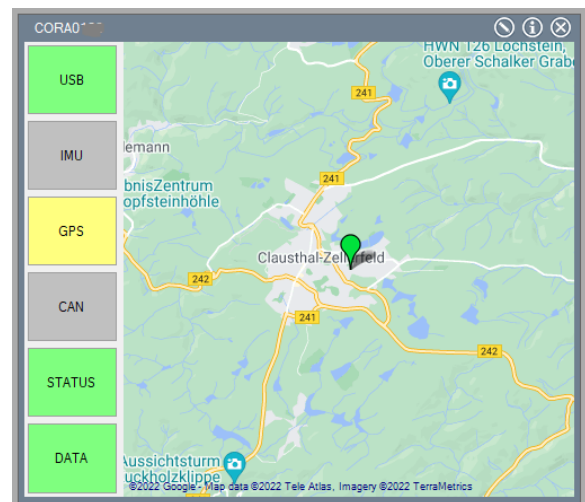 CORA01
USB
IMU
GPS
CAN
STATUS
DATA
HWN 126 Lochstein,
Oberer Schalker Grabe
241
lemann
bnisZentrum
opfsteinhöhle
241
Clausthal-Zellerfeld
242
241
242
Aussichtsturm
uckholzklippe
©2022 Google - Map data ©2022 Tele Atlas, Imagery ©2022 TerraMetrics